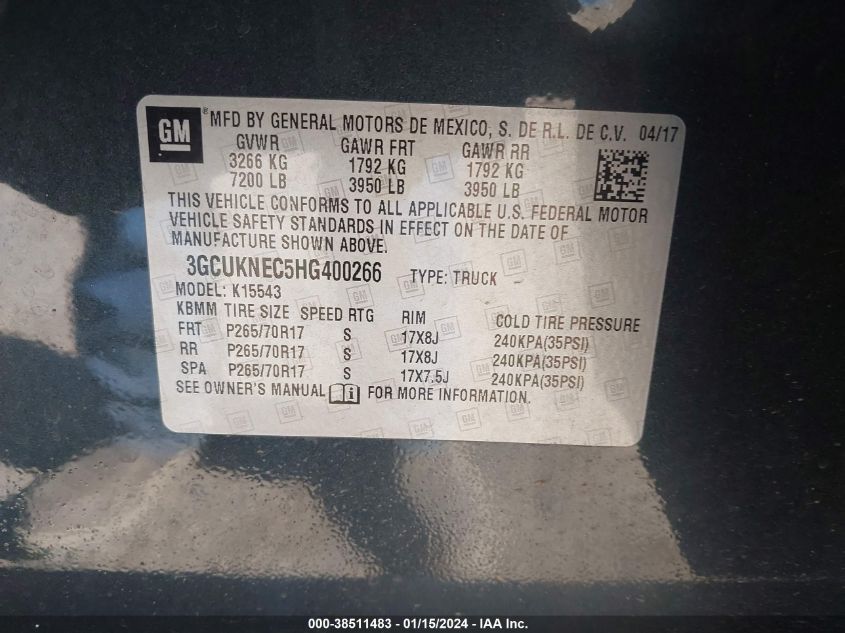 GM
® MFD BY GENERAL MOTORS DE MEXICO, S. DE R.L. DE C.V. 04/17
GVWR GAWR FRT GAWR RR
3266 KG 1792 KG 1792 KG
7200 LB 3950 LB 3950 LB
THIS VEHICLE CONFORMS TO ALL APPLICABLE U.S. FEDERAL MOTOR
VEHICLE SAFETY STANDARDS IN EFFECT ON THE DATE OF
MANUFACTURE SHOWN ABOVE.
3GCUKNEC5HG400266 TYPE: TRUCK
MODEL: K15543
KBMM TIRE SIZE SPEED RTG RIM COLD TIRE PRESSURE
FRT P265/70R17 S 17X8J 240KPA(35PSI)
RR P265/70R17 S 17X8J 240KPA(35PSI)
SPA P265/70R17 S 17X7.5J 240KPA(35PSI)
SEE OWNER'S MANUAL FOR MORE INFORMATION.
000-38511483 - 01/15/2024 - IAA Inc.